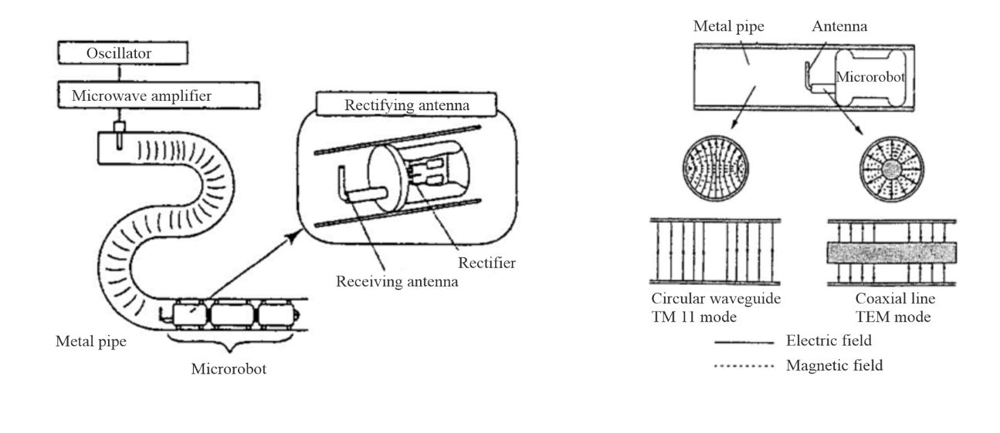 Oscillator
Microwave amplifier
Rectifying antenna
Rectifier
Receiving antenna
Metal pipe
Microrobot
Metal pipe
Antenna
Microrobot
Circular waveguide
TM 11 mode
Coaxial line
TEM mode
Electric field
Magnetic field